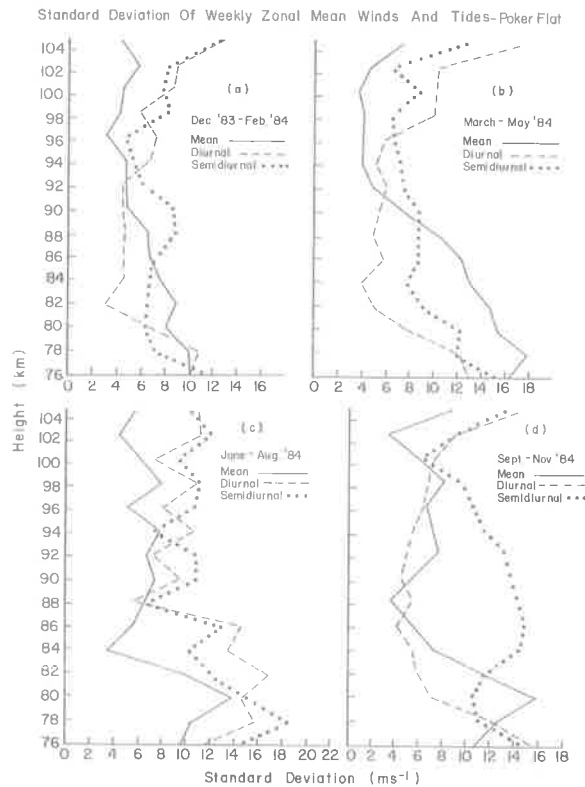 Standard Deviation Of Weekly Zonal Mean Winds And Tides-Poker Flat
104
102
100
98
96
94
92
90
88
86
84
82
80
78
76
(a)
Dec '83-Feb '84
Mean
Diurnal
Semidiurnal
0 2 4 6 8 10 12 14 16 18
(b)
March-May '84
Mean
Diurnal
Semidiurnal
0 2 4 6 8 10 12 14 16 18 20
Height (km)
104
102
100
98
96
94
92
90
88
86
84
82
80
78
76
(c)
June-Aug. '84
Mean
Diurnal
Semidiurnal
0 2 4 6 8 10 12 14 16 18 20 22
(d)
Sept-Nov '84
Mean
Diurnal
Semidiurnal
0 2 4 6 8 10 12 14 16 18
Standard Deviation (ms⁻¹)